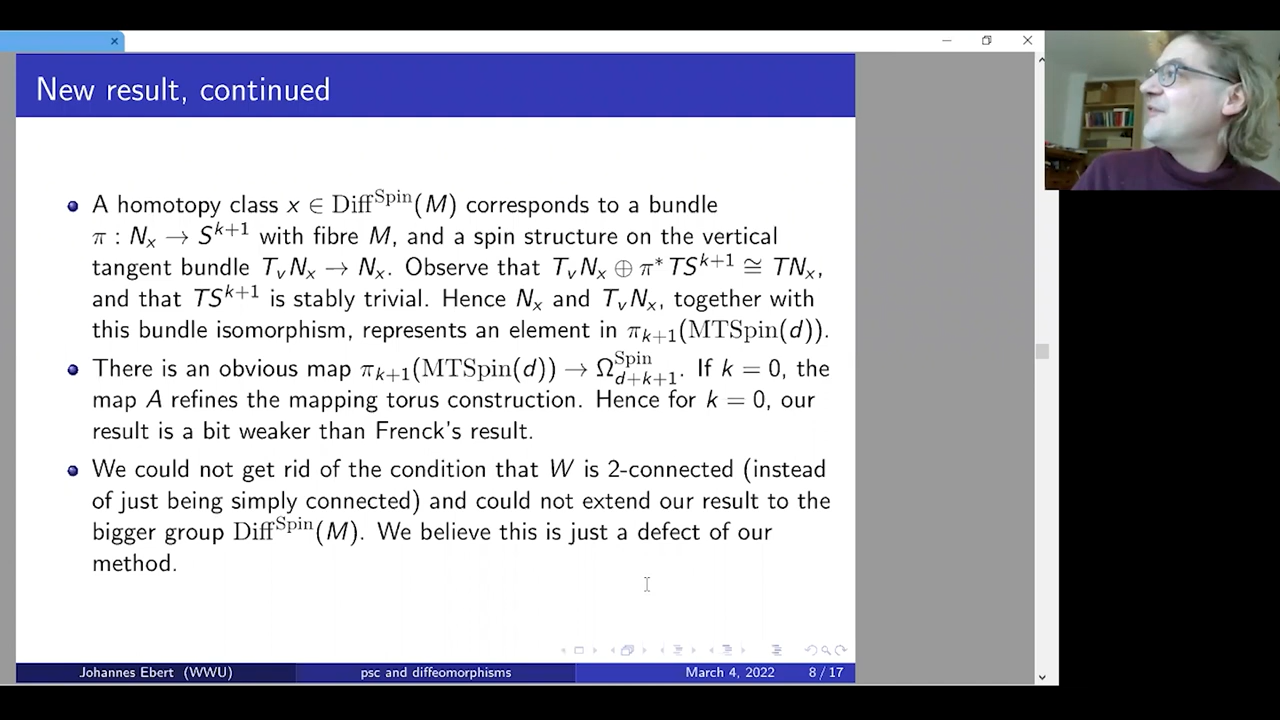 New result, continued
A homotopy class x ∈ Diff^Spin(M) corresponds to a bundle
π : N_x → S^{k+1} with fibre M, and a spin structure on the vertical
tangent bundle T_vN_x → N_x. Observe that T_vN_x ⊕ π*TS^{k+1} ≅ TN_x,
and that TS^{k+1} is stably trivial. Hence N_x and T_vN_x, together with
this bundle isomorphism, represents an element in π_{k+1}(MTSpin(d)).
There is an obvious map π_{k+1}(MTSpin(d)) → Ω^Spin_{d+k+1}. If k = 0, the
map A refines the mapping torus construction. Hence for k = 0, our
result is a bit weaker than Frenck's result.
We could not get rid of the condition that W is 2-connected (instead
of just being simply connected) and could not extend our result to the
bigger group Diff^Spin(M). We believe this is just a defect of our
method.
Johannes Ebert (WWU) psc and diffeomorphisms March 4, 2022 8 / 17